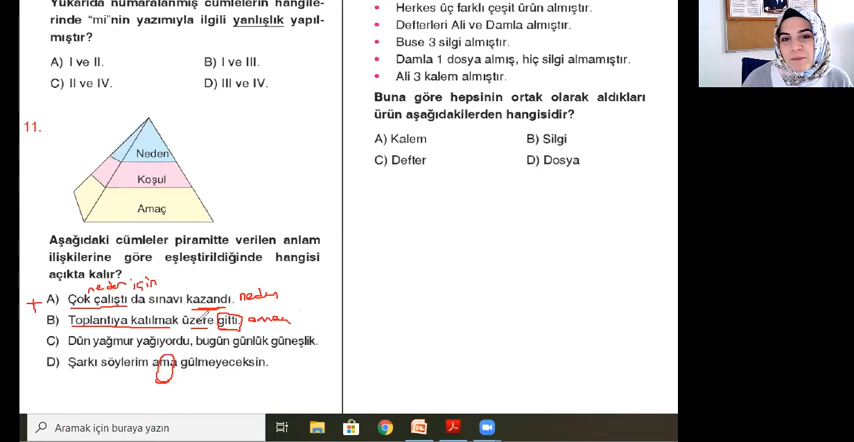 Yukarıda numaralanmış cümlelerin hangile-
rinde "mi"nin yazımıyla ilgili yanlışlık yapıl-
mıştır?
A) I ve II.
B) I ve III.
C) II ve IV.
D) III ve IV.
11.
Neden
Koşul
Amaç
Aşağıdaki cümleler piramitte verilen anlam
ilişkilerine göre eşleştirildiğinde hangisi
açıkta kalır?
neden için
+ A) Çok çalıştı da sınavı kazandı. neden
B) Toplantıya katılmak üzere gitti. amaç
C) Dün yağmur yağıyordu, bugün günlük güneşlik.
D) Şarkı söylerim ama gülmeyeceksin.
• Herkes üç farklı çeşit ürün almıştır.
• Defterleri Ali ve Damla almıştır.
• Buse 3 silgi almıştır.
• Damla 1 dosya almış, hiç silgi almamıştır.
• Ali 3 kalem almıştır.
Buna göre hepsinin ortak olarak aldıkları
ürün aşağıdakilerden hangisidir?
A) Kalem
B) Silgi
C) Defter
D) Dosya
Aramak için buraya yazın